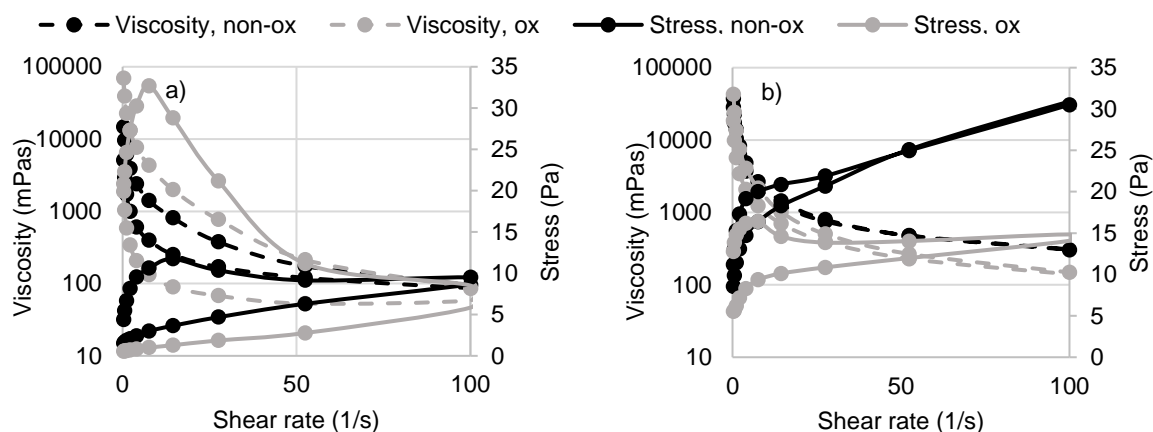 Viscosity, non-ox Viscosity, ox Stress, non-ox Stress, ox
a)
100000
10000
1000
100
10
Viscosity (mPas)
35
30
25
20
15
10
5
0
Stress (Pa)
0 50 100
Shear rate (1/s)
b)
100000
10000
1000
100
10
Viscosity (mPas)
35
30
25
20
15
10
5
0
Stress (Pa)
0 50 100
Shear rate (1/s)